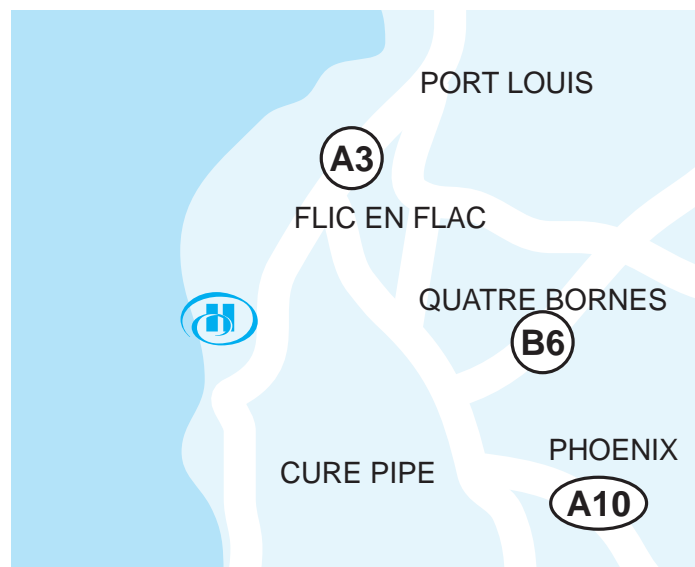 PORT LOUIS
A3
FLIC EN FLAC
QUATRE BORNES
B6
PHOENIX
CURE PIPE
A10